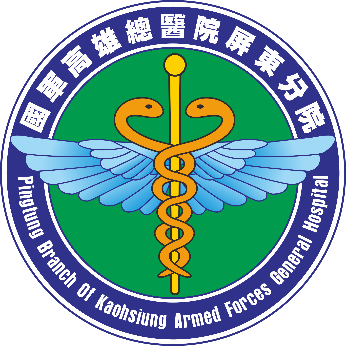 國軍高雄總醫院屏東分院
Pingtung Branch Of Kaohsiung Armed Forces General Hospital